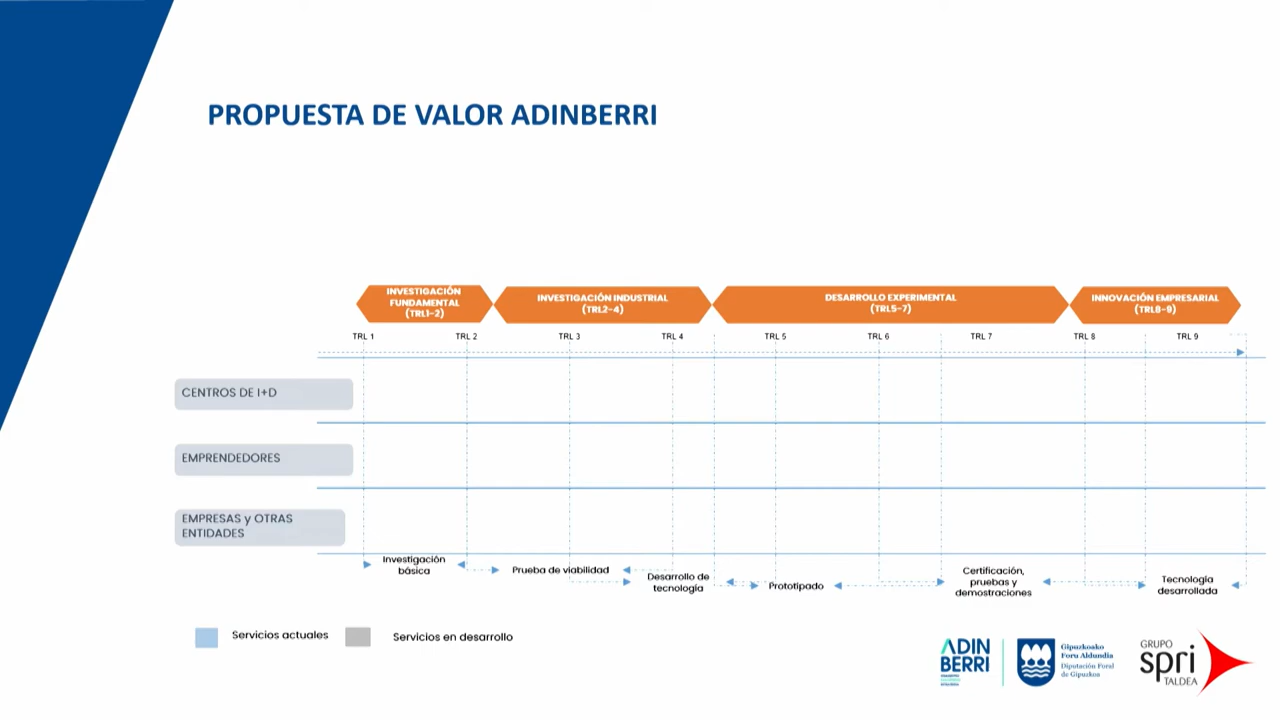 PROPUESTA DE VALOR ADINBERRI
INVESTIGACIÓN
FUNDAMENTAL
(TRL1-2)
INVESTIGACIÓN INDUSTRIAL
(TRL2-4)
DESARROLLO EXPERIMENTAL
(TRL5-7)
INNOVACIÓN EMPRESARIAL
(TRL8-9)
TRL 1 TRL 2 TRL 3 TRL 4 TRL 5 TRL 6 TRL 7 TRL 8 TRL 9
CENTROS DE I+D
EMPRENDEDORES
EMPRESAS y OTRAS
ENTIDADES
Investigación
básica
Prueba de viabilidad
Desarrollo de
tecnología
Prototipado
Certificación,
pruebas y
demostraciones
Tecnología
desarrollada
Servicios actuales
Servicios en desarrollo
ADIN
BERRI
Gipuzkoako
Foru Aldundia
Diputación Foral
de Gipuzkoa
GRUPO
spri
TALDEA